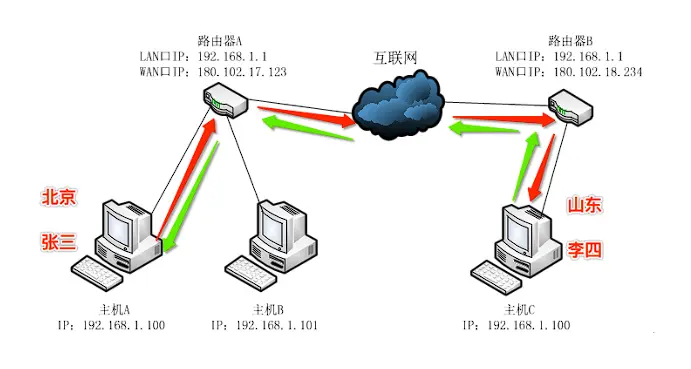 路由器A
LAN口IP: 192.168.1.1
WAN口IP: 180.102.17.123
互联网
路由器B
LAN口IP: 192.168.1.1
WAN口IP: 180.102.18.234
北京
张三
山东
李四
主机A
IP: 192.168.1.100
主机B
IP: 192.168.1.101
主机C
IP: 192.168.1.100